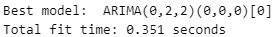 Best model:  ARIMA(0,2,2)(0,0,0)[0]
Total fit time: 0.351 seconds